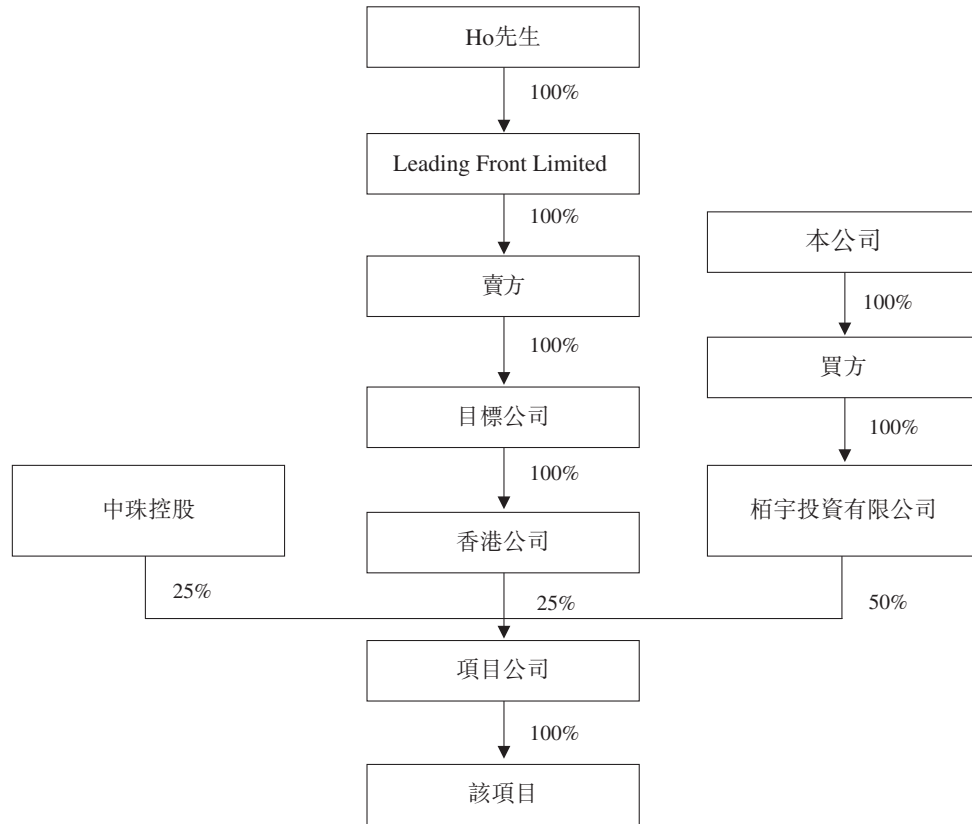 Ho先生
100%
Leading Front Limited
100%
本公司
賣方
100%
100%
買方
目標公司
100%
100%
中珠控股
香港公司
栢宇投資有限公司
25%
25%
50%
項目公司
100%
該項目